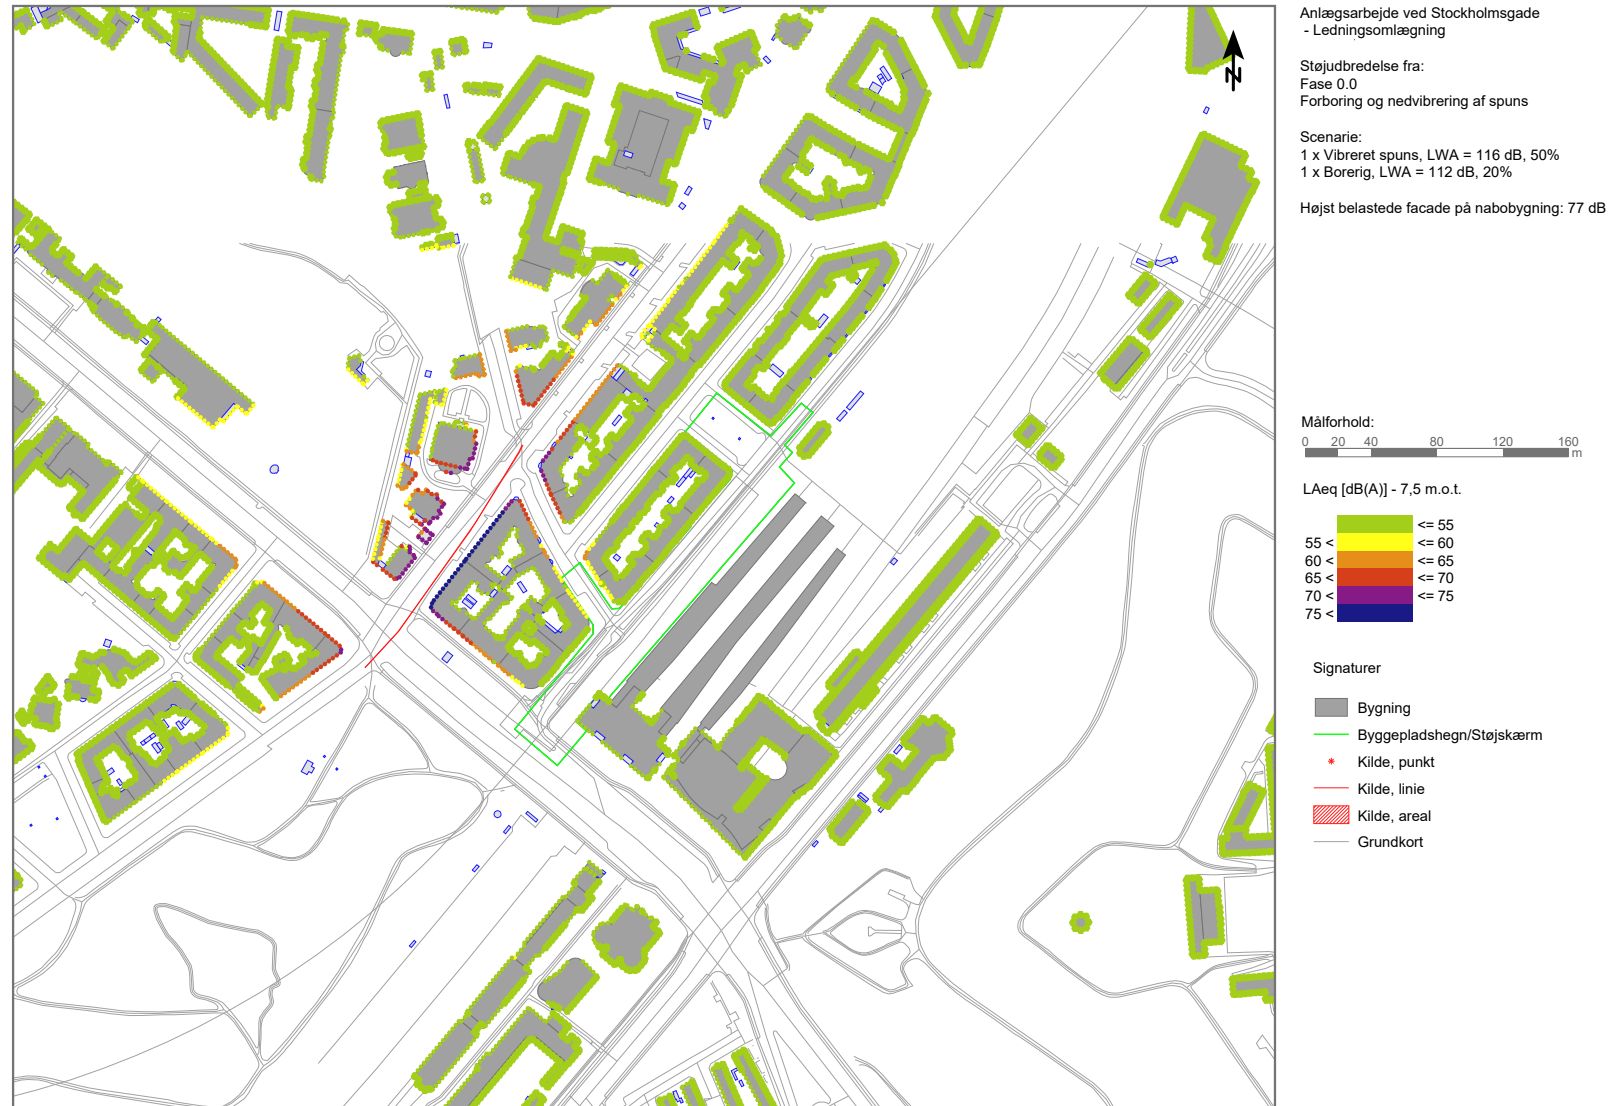 Anlægsarbejde ved Stockholmsgade
- Ledningsomlægning
Støjudbredelse fra:
Fase 0.0
Forboring og nedvibrering af spuns
Scenarie:
1 x Vibreret spuns, LWA = 116 dB, 50%
1 x Borerig, LWA = 112 dB, 20%
Højst belastede facade på nabobygning: 77 dB
N
Målforhold:
0 20 40 80 120 160
m
LAeq [dB(A)] - 7,5 m.o.t.
<= 55
55 < <= 60
60 < <= 65
65 < <= 70
70 < <= 75
75 <
Signaturer
Bygning
Byggepladshegn/Støjskærm
Kilde, punkt
Kilde, linie
Kilde, areal
Grundkort